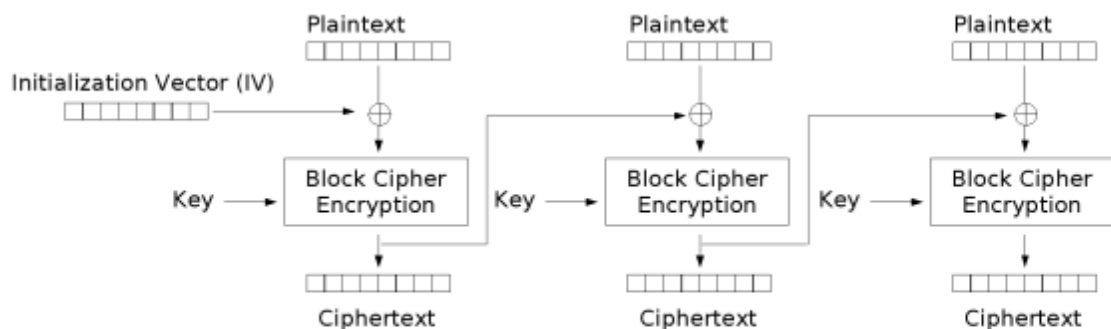 Plaintext
Plaintext
Plaintext
Initialization Vector (IV)
Key
Block Cipher
Encryption
Key
Block Cipher
Encryption
Key
Block Cipher
Encryption
Ciphertext
Ciphertext
Ciphertext